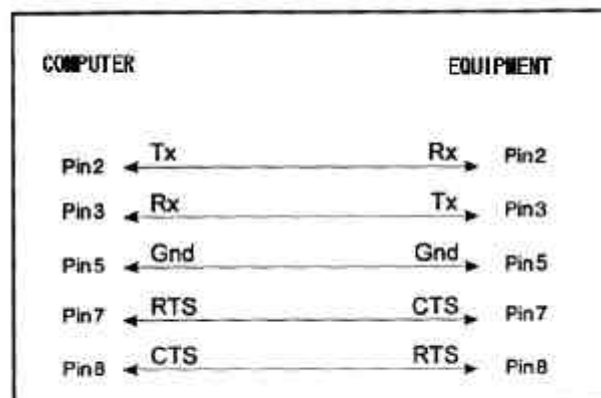 COMPUTER EQUIPMENT
Pin2 Tx Rx Pin2
Pin3 Rx Tx Pin3
Pin5 Gnd Gnd Pin5
Pin7 RTS CTS Pin7
Pin8 CTS RTS Pin8